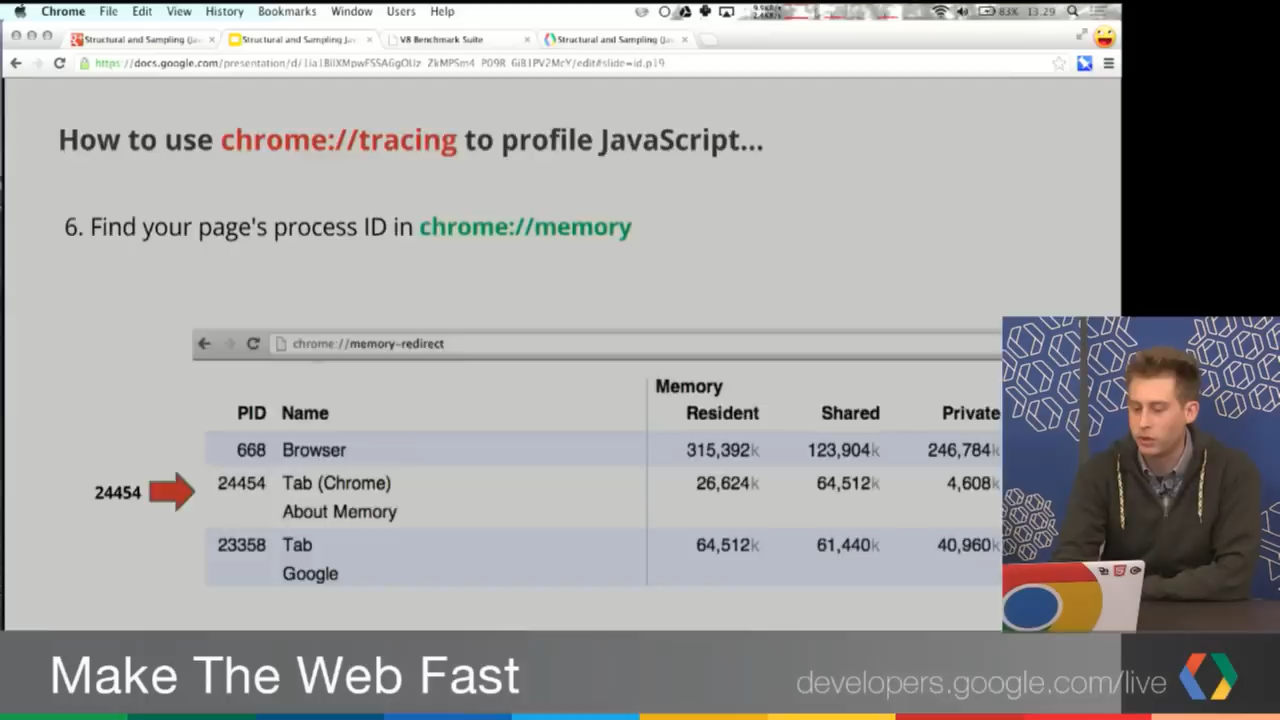 Chrome File Edit View History Bookmarks Window Users Help
83% 13.29
Structural and Sampling (Ja
Structural and Sampling Ja
V8 Benchmark Suite
Structural and Sampling (Ja
How to use chrome://tracing to profile JavaScript...
6. Find your page's process ID in chrome://memory
chrome://memory-redirect
Memory
PID Name Resident Shared Private
668 Browser 315,392k 123,904k 246,784k
24454 24454 Tab (Chrome) 26,624k 64,512k 4,608k
About Memory
23358 Tab 64,512k 61,440k 40,960k
Google
Make The Web Fast
developers.google.com/live